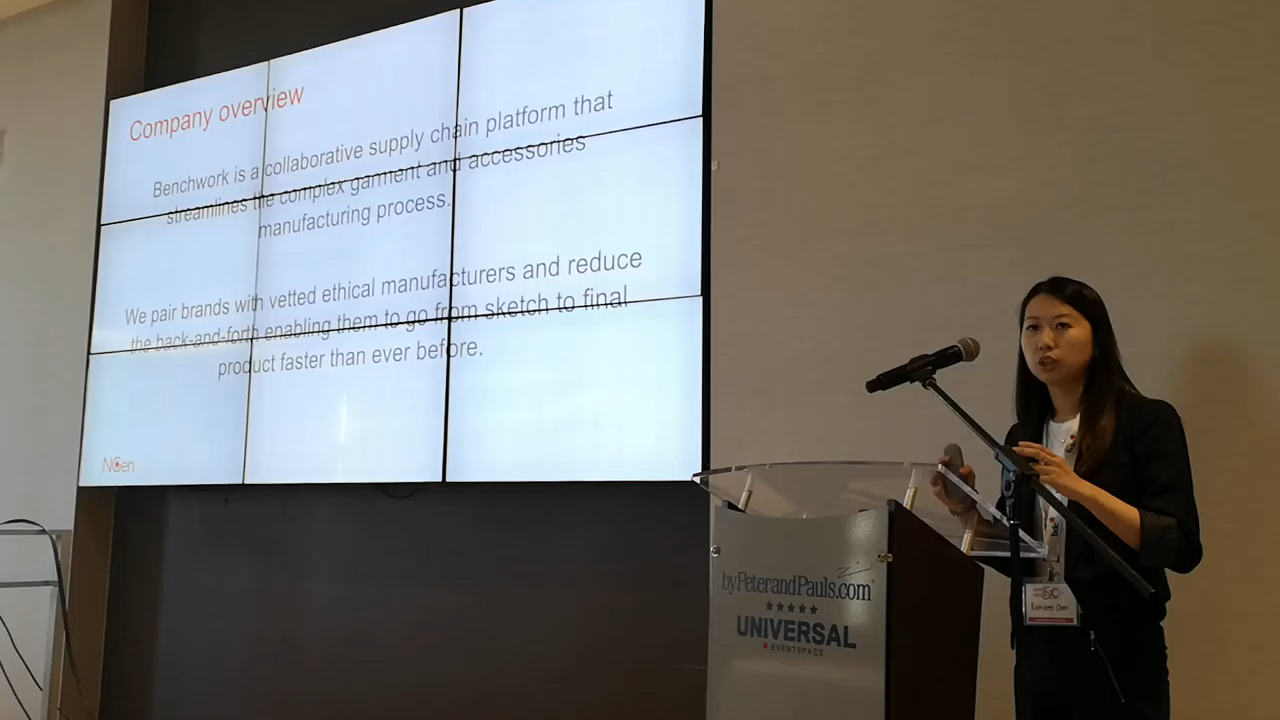 Company overview
Benchwork is a collaborative supply chain platform that
streamlines the complex garment and accessories
manufacturing process.
We pair brands with vetted ethical manufacturers and reduce
the back-and-forth enabling them to go from sketch to final
product faster than ever before.
NGen
byPeterandPauls.com
UNIVERSAL
EVENTSPACE